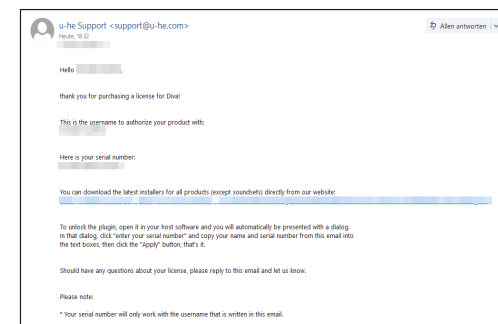 u-he Support <support@u-he.com>
Heute, 18:32
Allen antworten
Hello
thank you for purchasing a license for Diva!
This is the username to authorize your product with:
Here is your serial number:
You can download the latest installers for all products (except soundsets) directly from our website:
To unlock the plugin, open it in your host software and you will automatically be presented with a dialog.
In that dialog, click "enter your serial number" and copy your name and serial number from this email into
the text boxes, then click the "Apply" button, that's it.
Should have any questions about your license, please reply to this email and let us know.
Please note:
* Your serial number will only work with the username that is written in this email.